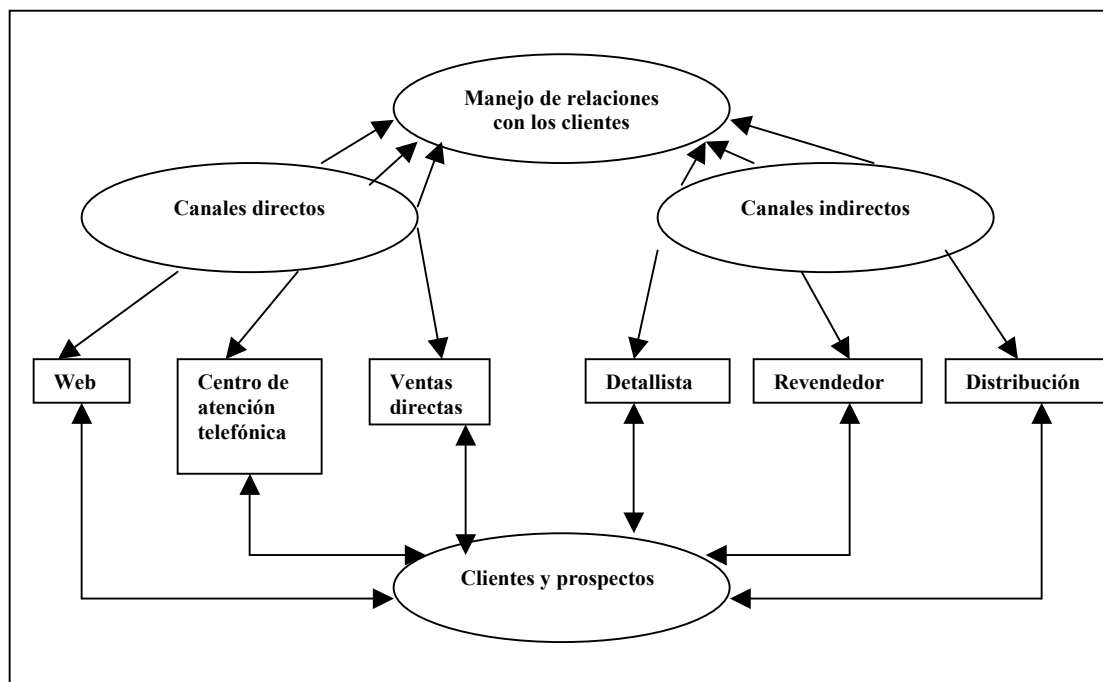 Manejo de relaciones
con los clientes
Canales directos
Canales indirectos
Web
Centro de
atención
telefónica
Ventas
directas
Detallista
Revendedor
Distribución
Clientes y prospectos